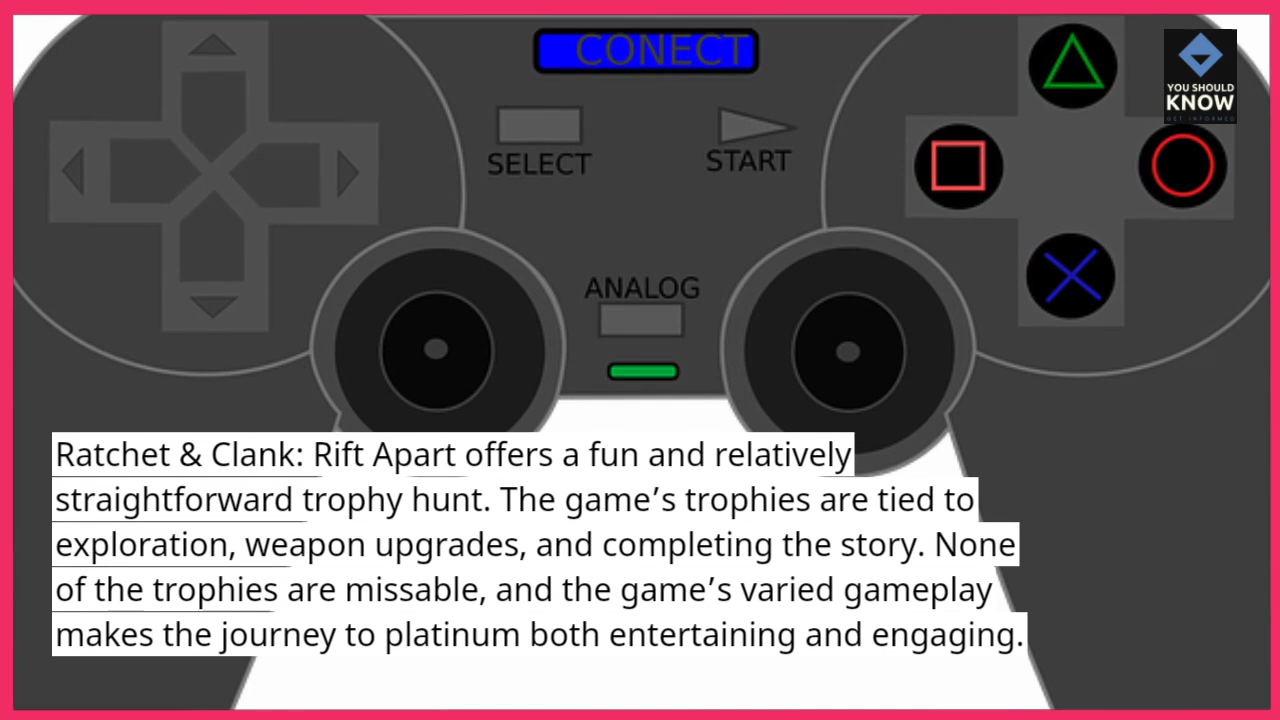 CONECT
YOU SHOULD
KNOW
GET INFORMED
SELECT
START
ANALOG
Ratchet & Clank: Rift Apart offers a fun and relatively
straightforward trophy hunt. The game’s trophies are tied to
exploration, weapon upgrades, and completing the story. None
of the trophies are missable, and the game’s varied gameplay
makes the journey to platinum both entertaining and engaging.